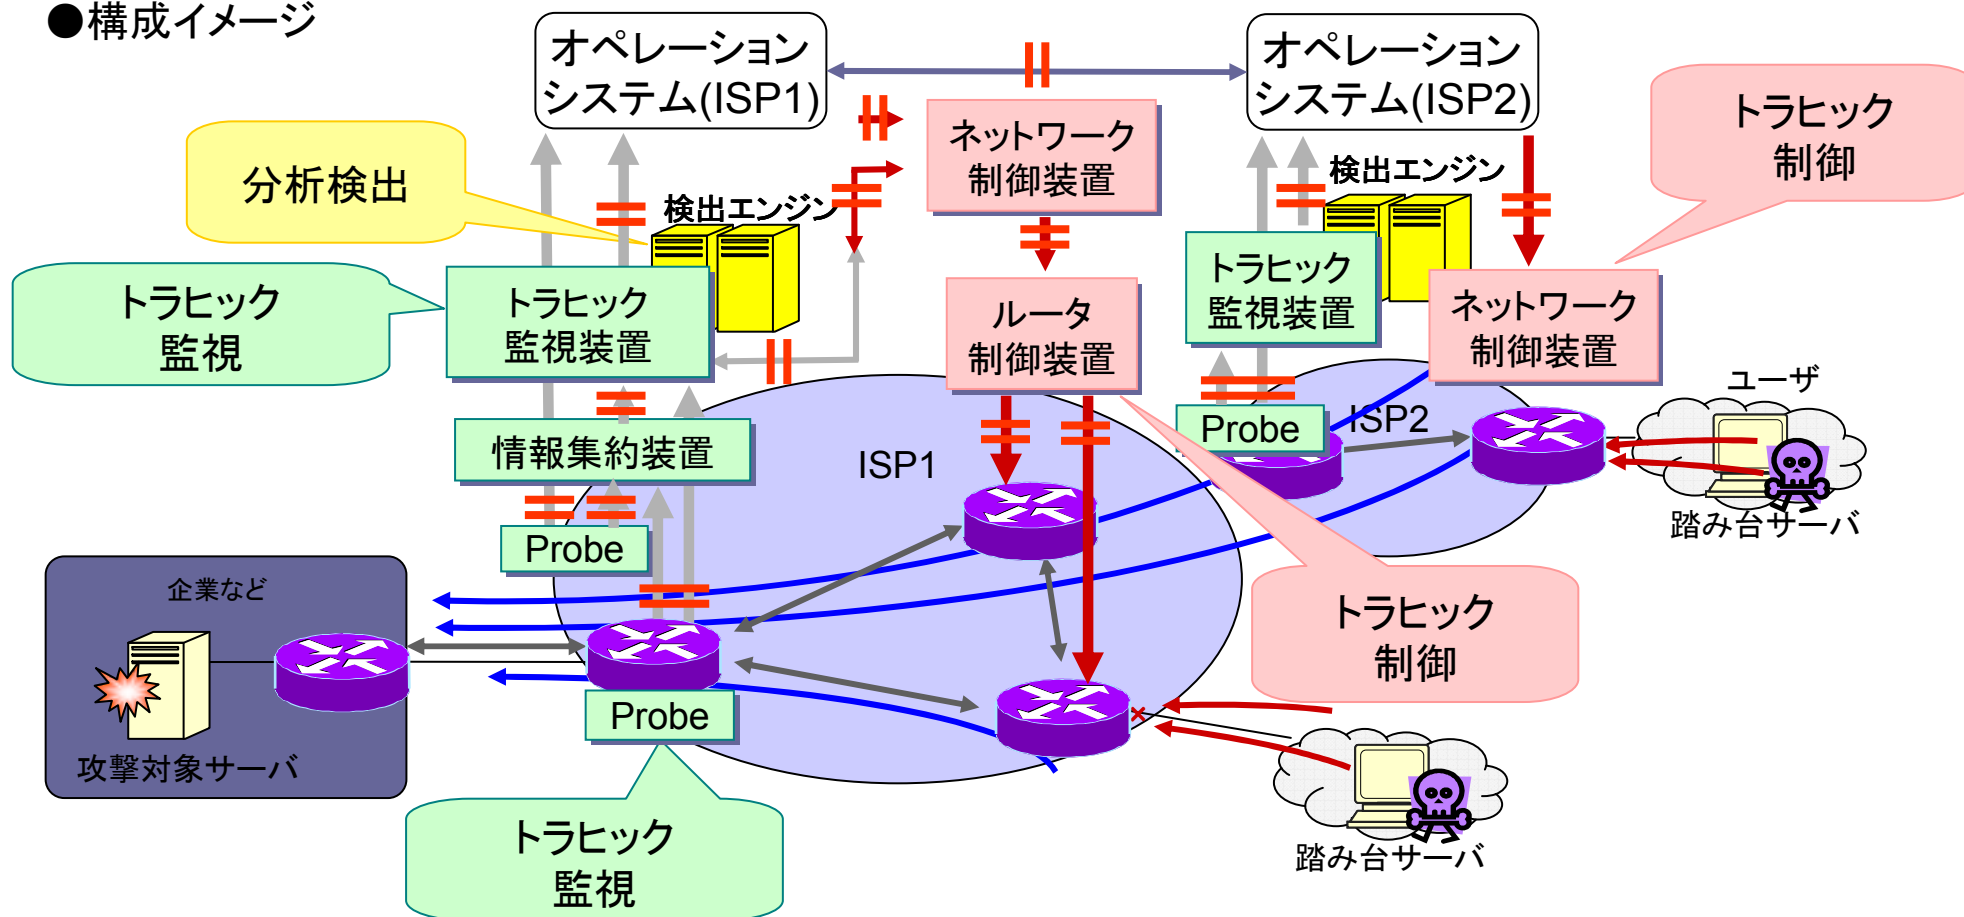 ●構成イメージ
オペレーション
システム(ISP1)
オペレーション
システム(ISP2)
トラヒック
制御
ネットワーク
制御装置
分析検出
検出エンジン
検出エンジン
トラヒック
監視
トラヒック
監視装置
ルータ
制御装置
トラヒック
監視装置
ネットワーク
制御装置
ユーザ
情報集約装置
ISP1
Probe
ISP2
踏み台サーバ
Probe
企業など
トラヒック
制御
Probe
攻撃対象サーバ
トラヒック
監視
踏み台サーバ